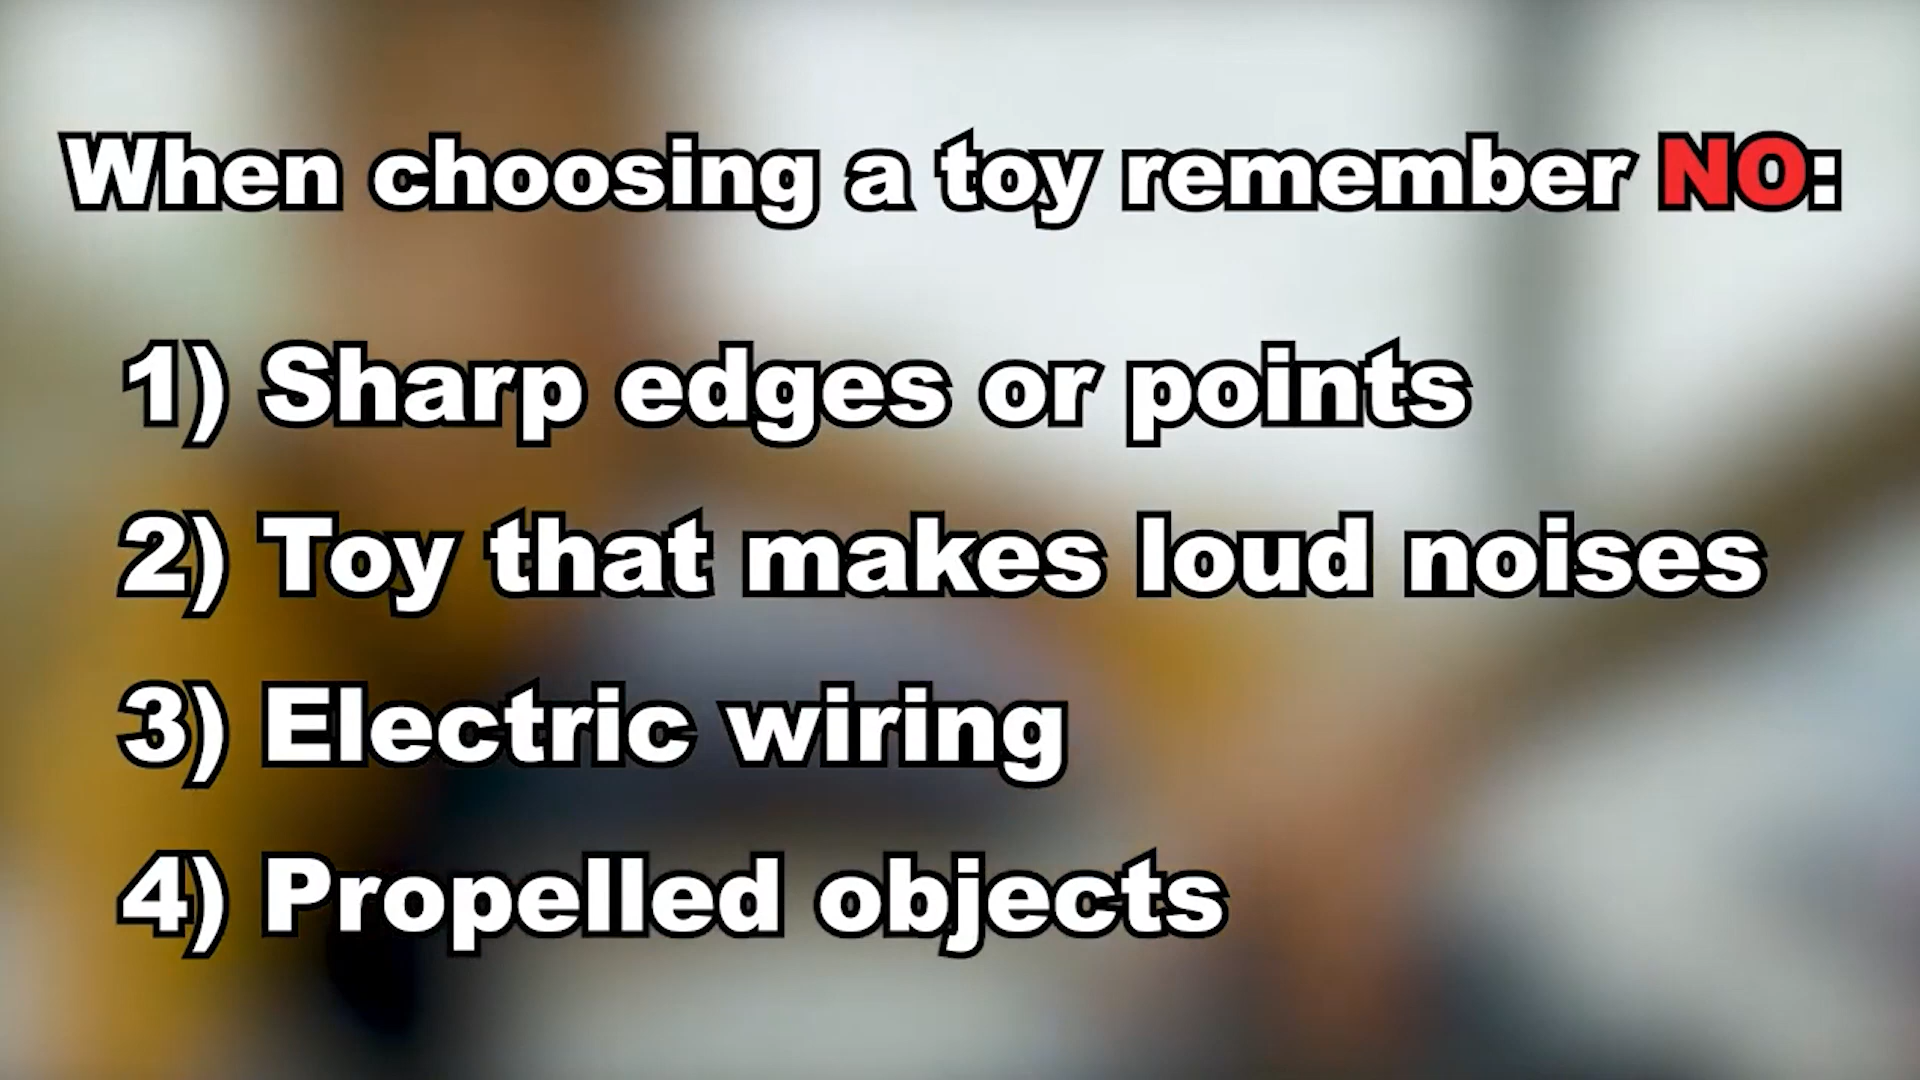 When choosing a toy remember NO:
1) Sharp edges or points
2) Toy that makes loud noises
3) Electric wiring
4) Propelled objects